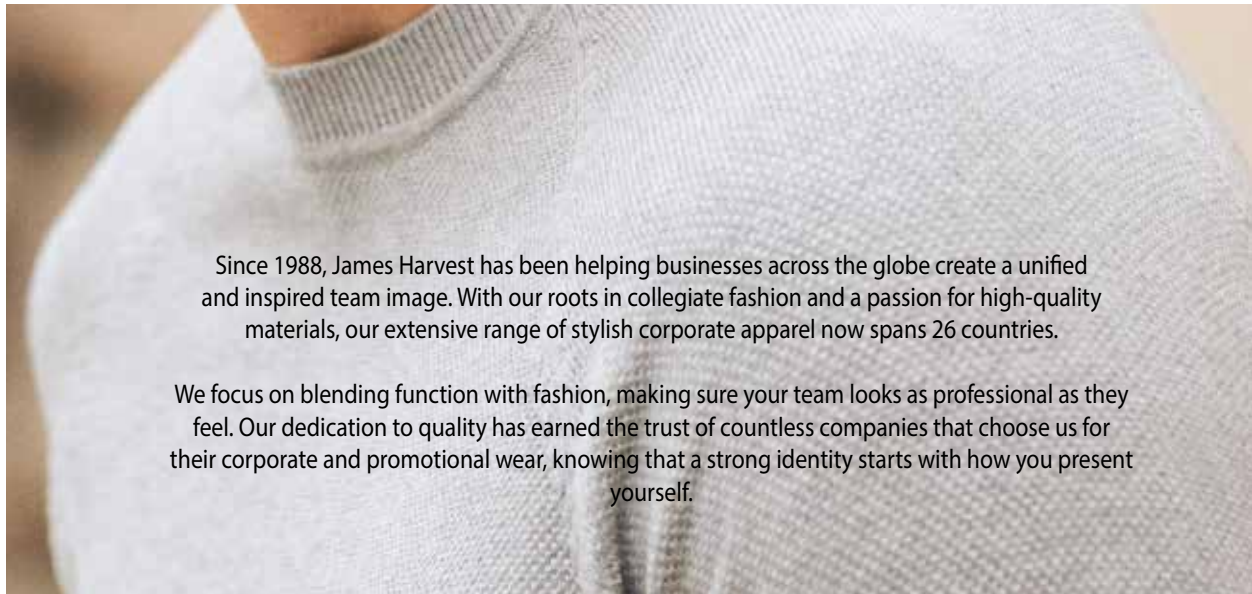 Since 1988, James Harvest has been helping businesses across the globe create a unified
and inspired team image. With our roots in collegiate fashion and a passion for high-quality
materials, our extensive range of stylish corporate apparel now spans 26 countries.
We focus on blending function with fashion, making sure your team looks as professional as they
feel. Our dedication to quality has earned the trust of countless companies that choose us for
their corporate and promotional wear, knowing that a strong identity starts with how you present
yourself.